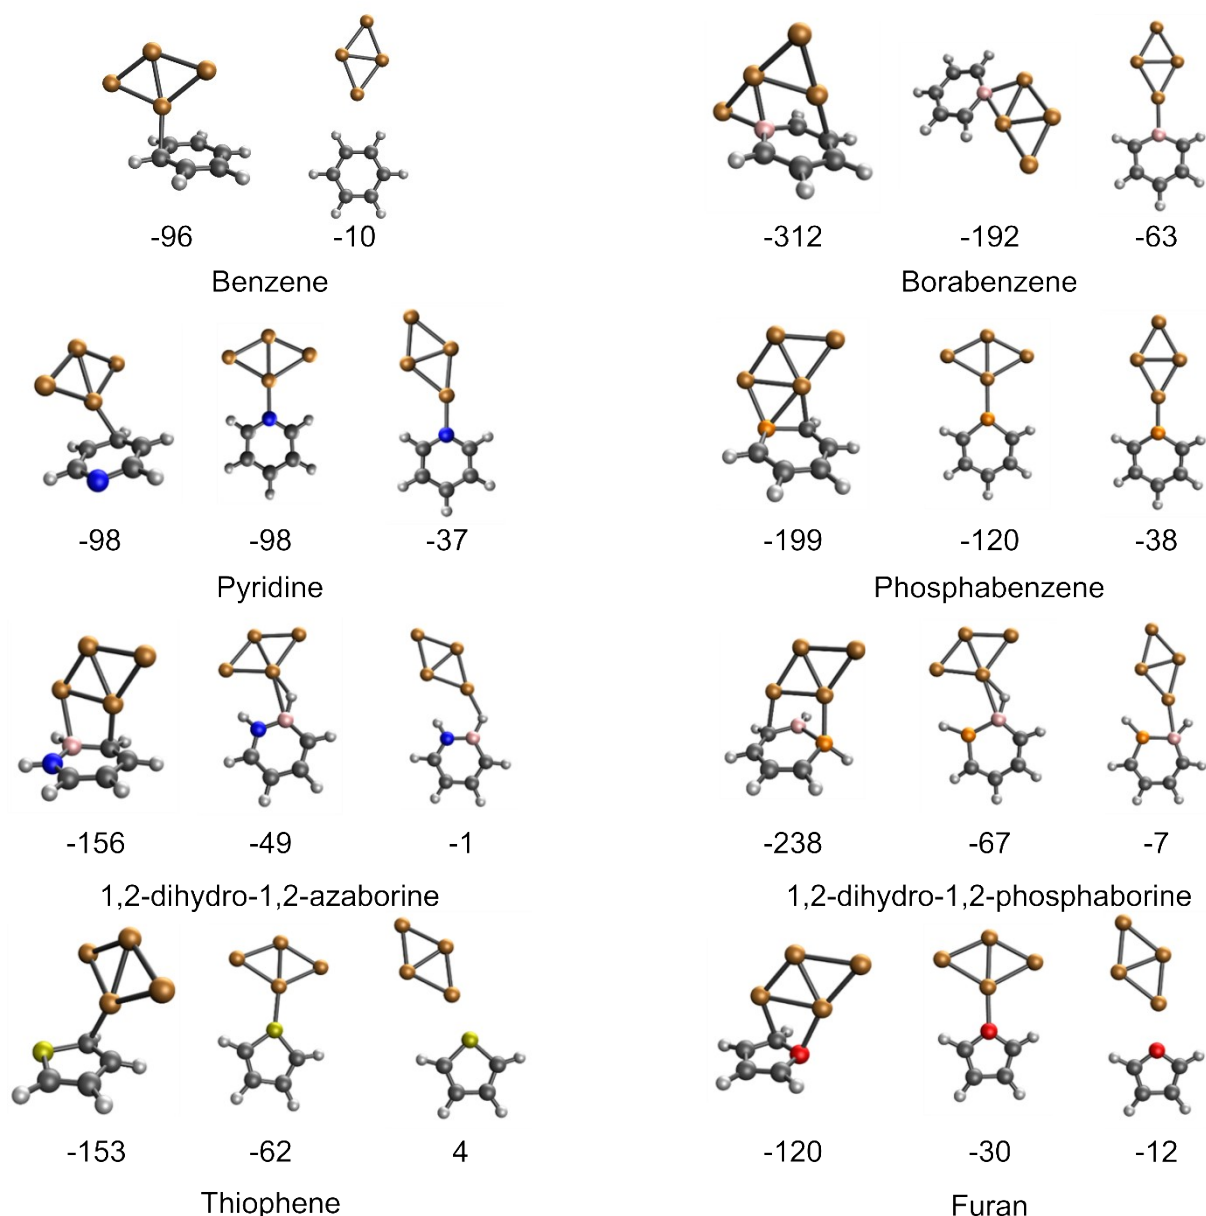 -96 -10 -312 -192 -63
Benzene Borabenzene
-98 -98 -37 -199 -120 -38
Pyridine Phosphabenzene
-156 -49 -1 -238 -67 -7
1,2-dihydro-1,2-azaborine 1,2-dihydro-1,2-phosphaborine
-153 -62 4 -120 -30 -12
Thiophene Furan